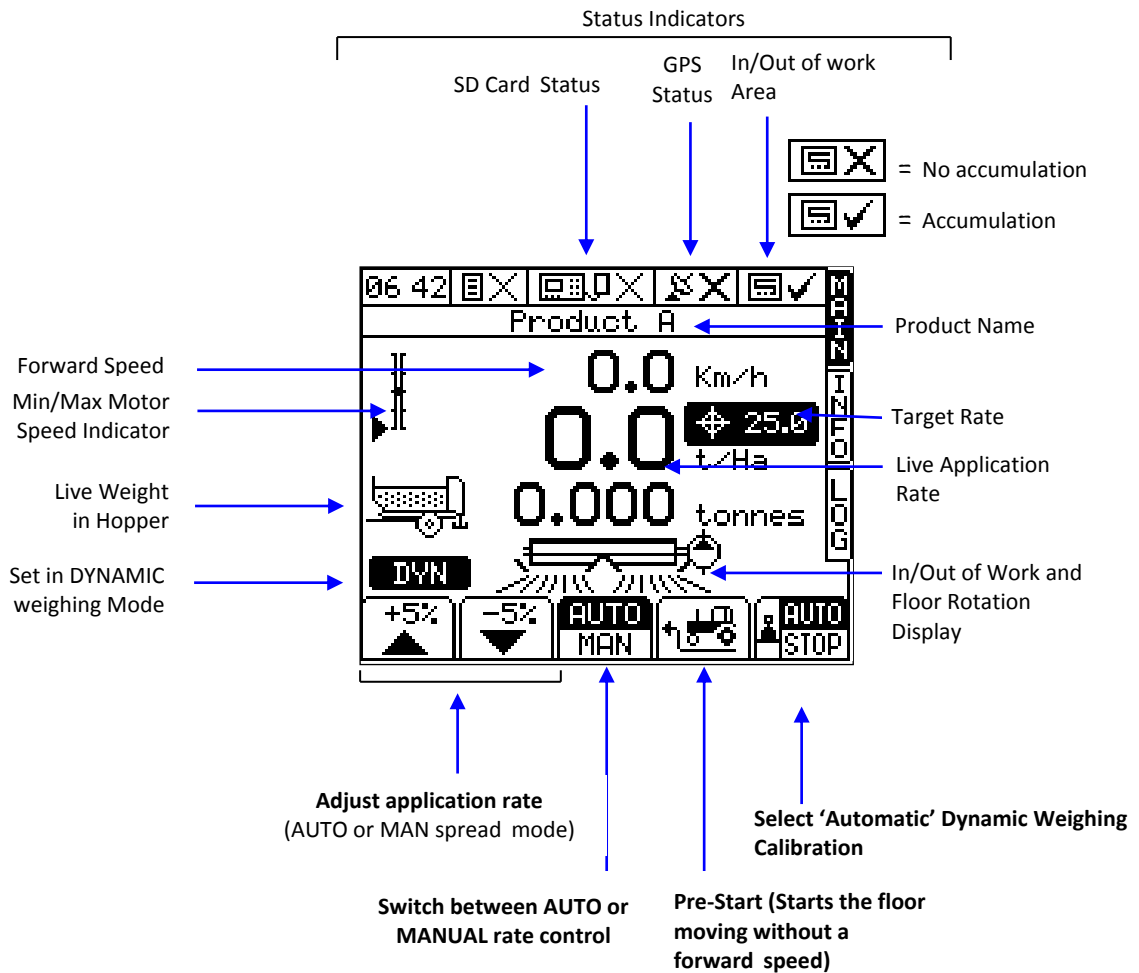 Status Indicators
SD Card Status
GPS
Status
In/Out of work
Area
= No accumulation
= Accumulation
06 42
Product A
Product Name
Forward Speed
0.0 Km/h
Min/Max Motor
Speed Indicator
0.0
25.0
t/Ha
Target Rate
Live Application
Rate
Live Weight
in Hopper
0.000 tonnes
MAIN
INFO
LOG
Set in DYNAMIC
weighing Mode
DYN
In/Out of Work and
Floor Rotation
Display
+5%
-5%
AUTO
MAN
AUTO
STOP
Adjust application rate
(AUTO or MAN spread mode)
Select ‘Automatic’ Dynamic Weighing
Calibration
Switch between AUTO or
MANUAL rate control
Pre-Start (Starts the floor
moving without a
forward speed)